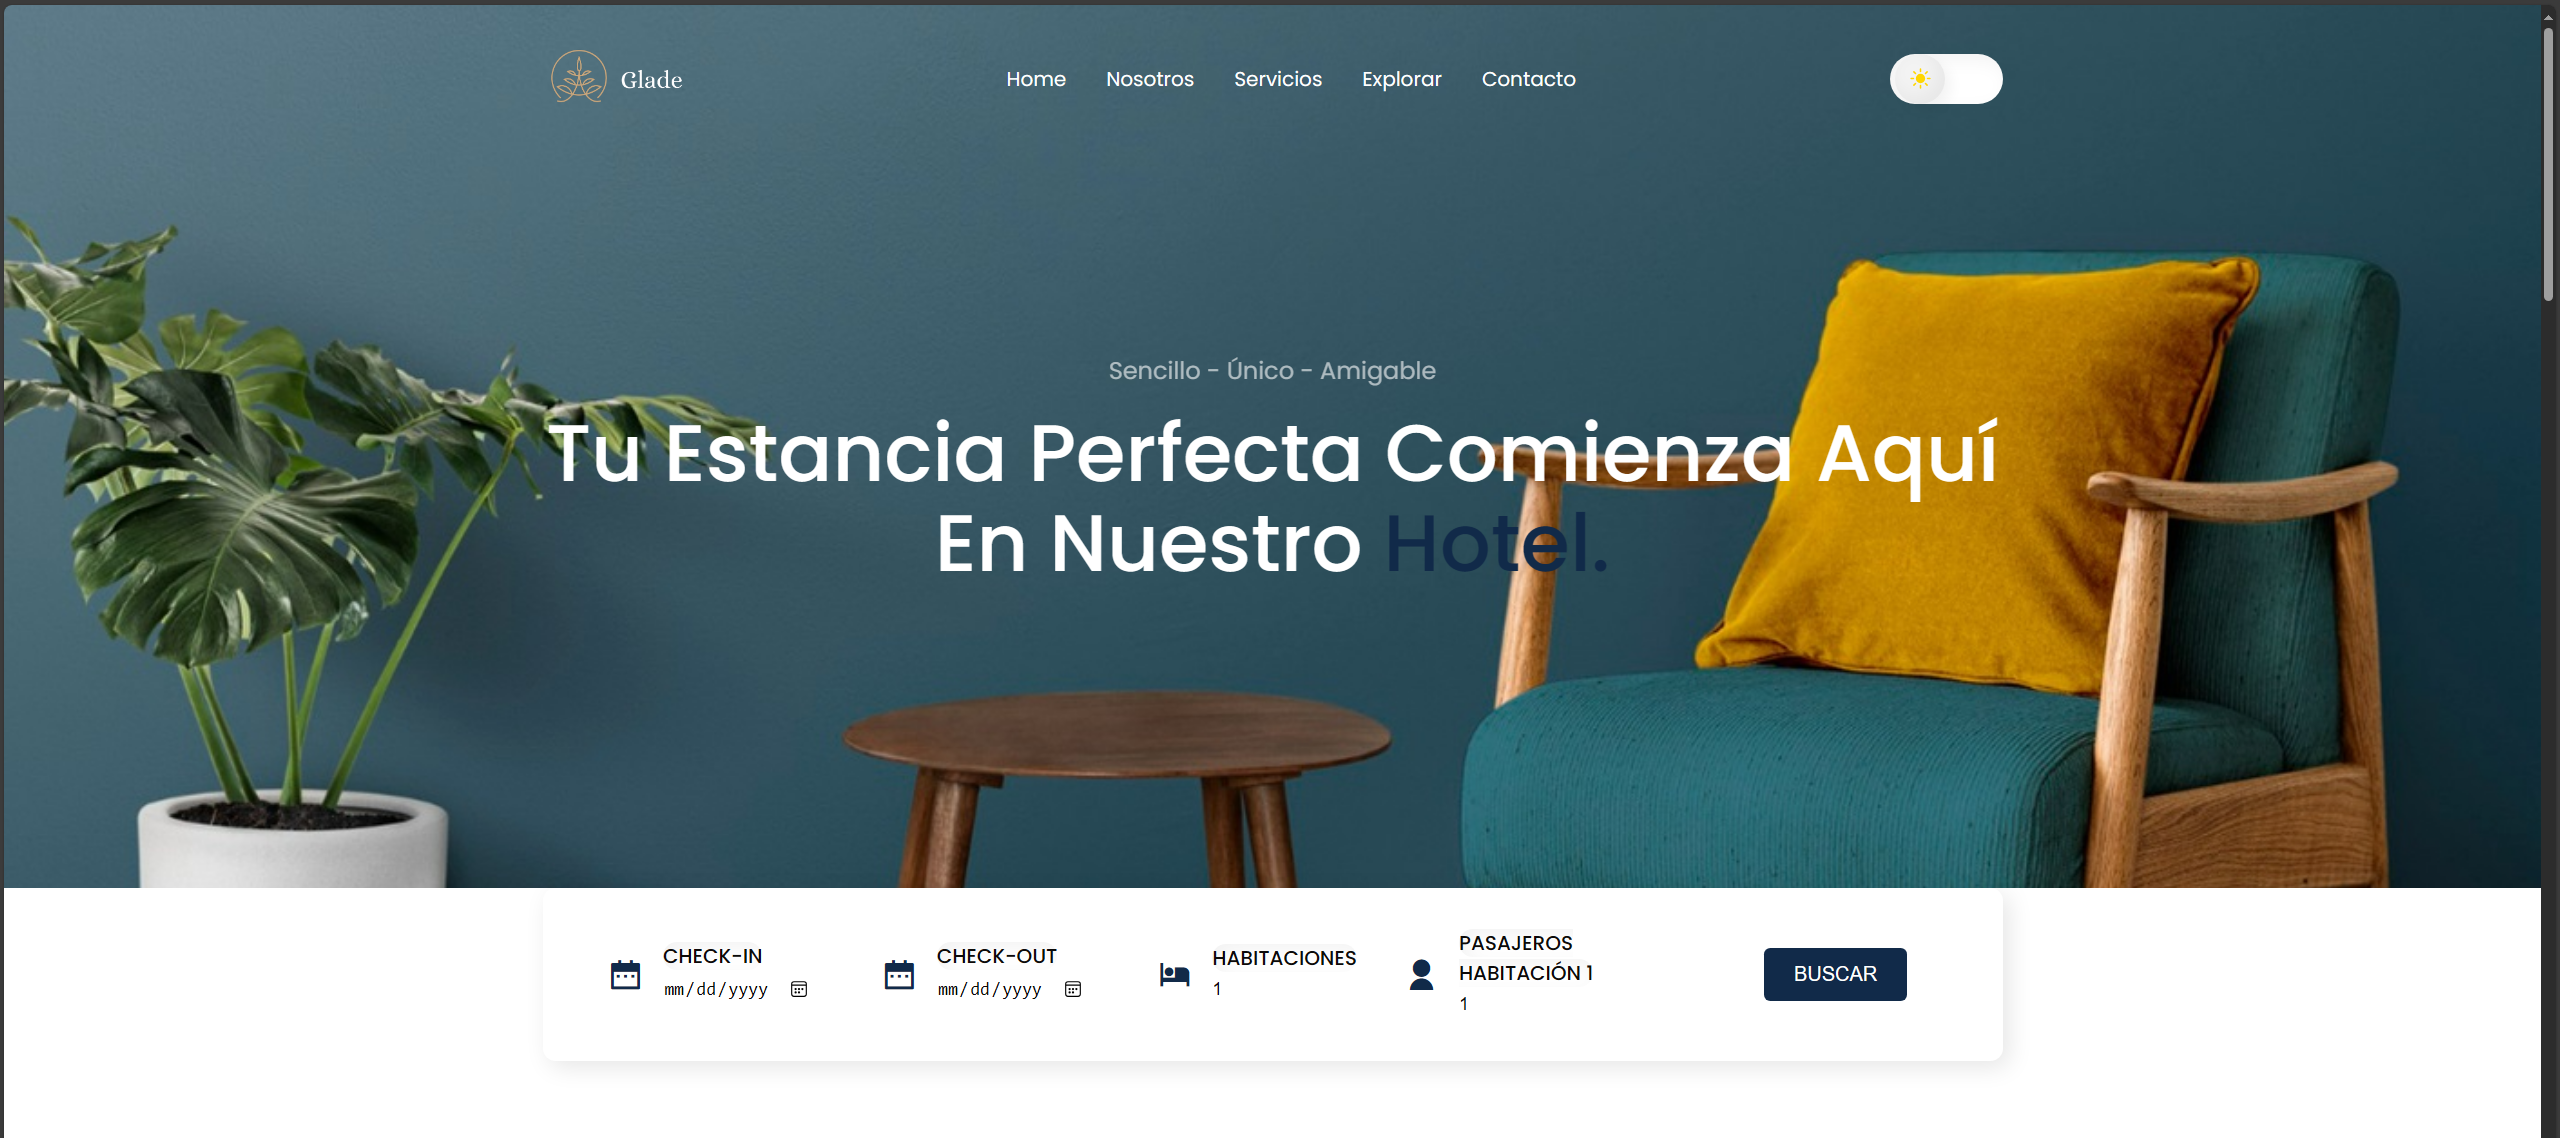 Glade
Home Nosotros Servicios Explorar Contacto
Sencillo - Único - Amigable
Tu Estancia Perfecta Comienza Aquí
En Nuestro Hotel.
CHECK-IN
mm/dd/yyyy
CHECK-OUT
mm/dd/yyyy
HABITACIONES
1
PASAJEROS
HABITACIÓN 1
1
BUSCAR